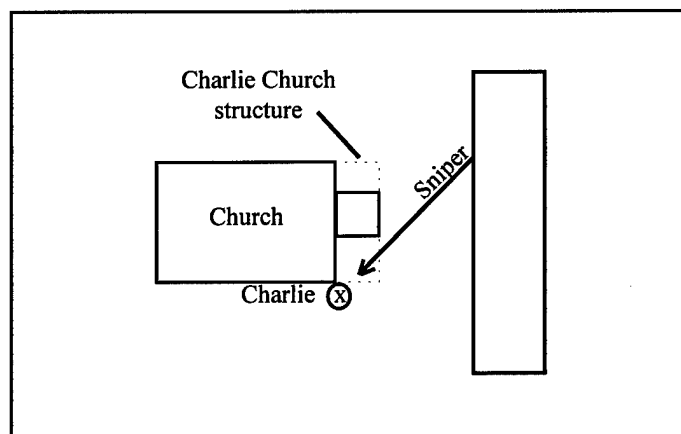 Charlie Church
structure
Sniper
Church
Charlie X